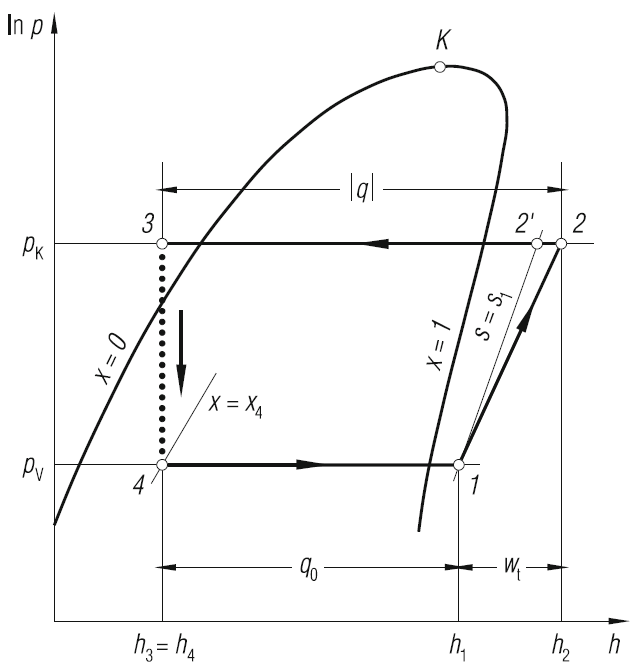 ln p
K
|q|
3
2'
2
p_K
s = s_1
x = 0
x = 1
x = x_4
p_V
4
1
q_0
w_t
h_3 = h_4
h_1
h_2
h